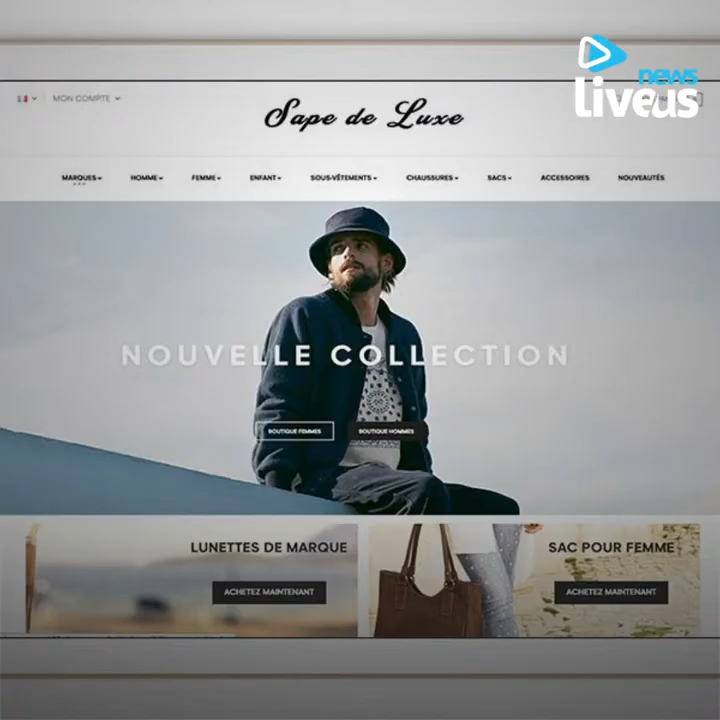 news
liveus
MON COMPTE
Sape de Luxe
MARQUES
HOMME
FEMME
ENFANT
SOUS-VÊTEMENTS
CHAUSSURES
SACS
ACCESSOIRES
NOUVEAUTÉS
NOUVELLE COLLECTION
BOUTIQUE FEMMES
BOUTIQUE HOMMES
LUNETTES DE MARQUE
ACHETEZ MAINTENANT
SAC POUR FEMME
ACHETEZ MAINTENANT